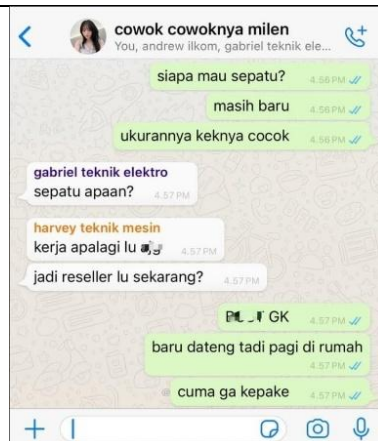 cowok cowoknya milen
You, andrew ilkom, gabriel teknik ele...
siapa mau sepatu? 4.56 PM
masih baru 4.56 PM
ukurannya keknya cocok 4.56 PM
gabriel teknik elektro
sepatu apaan? 4.57 PM
harvey teknik mesin
kerja apalagi lu 4.57 PM
jadi reseller lu sekarang? 4.57 PM
GK 4.57 PM
baru dateng tadi pagi di rumah
4.57 PM
cuma ga kepake 4.57 PM